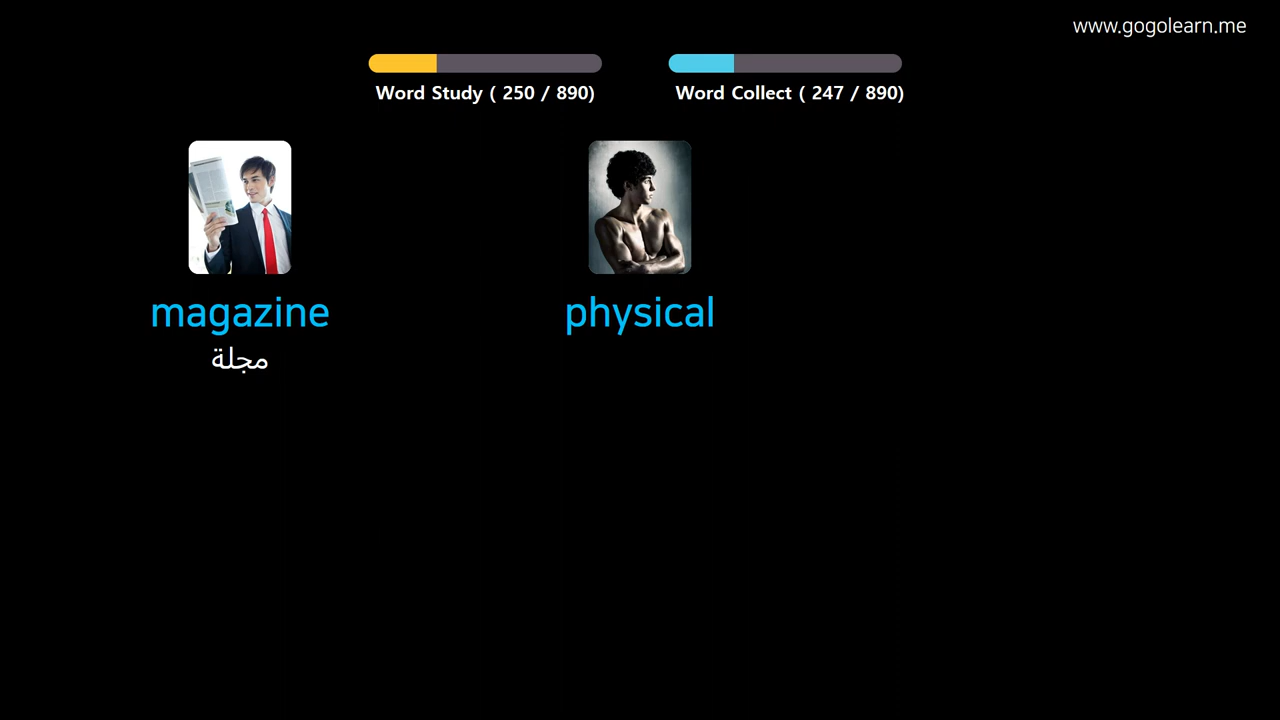 www.gogolearn.me
Word Study ( 250 / 890)
Word Collect ( 247 / 890)
magazine
physical
مجلة